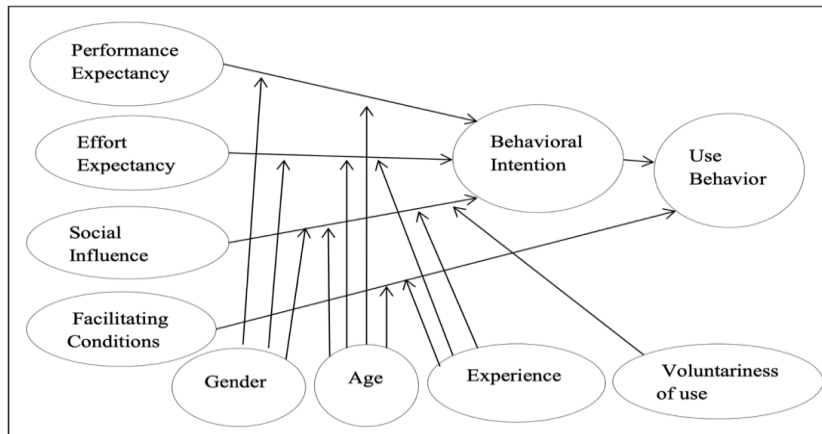 Performance
Expectancy
Effort
Expectancy
Social
Influence
Facilitating
Conditions
Behavioral
Intention
Use
Behavior
Gender
Age
Experience
Voluntariness
of use